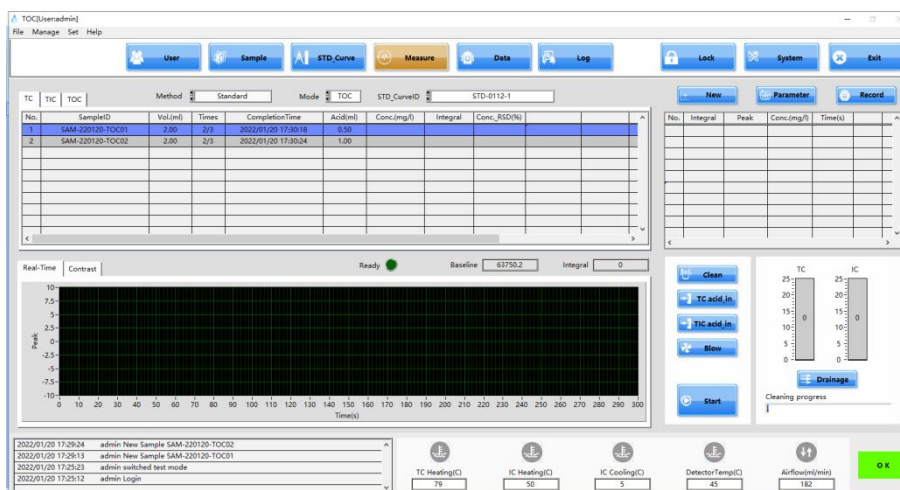 TOC[User:admin]
File Manage Set Help
User Sample STD_Curve Measure Data Log Lock System Exit
TC TIC TOC Method Standard Mode TOC STD_CurveID STD-0112-1
New Parameter Record
No. SampleID Vol.(ml) Times CompletionTime Acid(ml) Conc.(mg/l) Integral Conc._RSD(%)
1 SAM-220120-TOC01 2.00 2/3 2022/01/20 17:30:18 0.50
2 SAM-220120-TOC02 2.00 2/3 2022/01/20 17:30:24 1.00
No. Integral Peak Conc.(mg/l) Time(s)
Real-Time Contrast Ready Baseline 63750.2 Integral 0
10
7.5
5
2.5
0
-2.5
-5
-7.5
-10
Peak
0 10 20 30 40 50 60 70 80 90 100 110 120 130 140 150 160 170 180 190 200 210 220 230 240 250 260 270 280 290 300
Time(s)
Clean
TC acid_in
TIC acid_in
Blow
Start
TC IC
25 25
20 20
15 15
0 0
10 10
5 5
0 0
Drainage
Cleaning progress
2022/01/20 17:29:24 admin New Sample SAM-220120-TOC02
2022/01/20 17:29:13 admin New Sample SAM-220120-TOC01
2022/01/20 17:25:23 admin switched test mode
2022/01/20 17:25:12 admin Login
TC Heating(C) IC Heating(C) IC Cooling(C) DetectorTemp(C) Airflow(ml/min)
79 50 5 45 182
O K